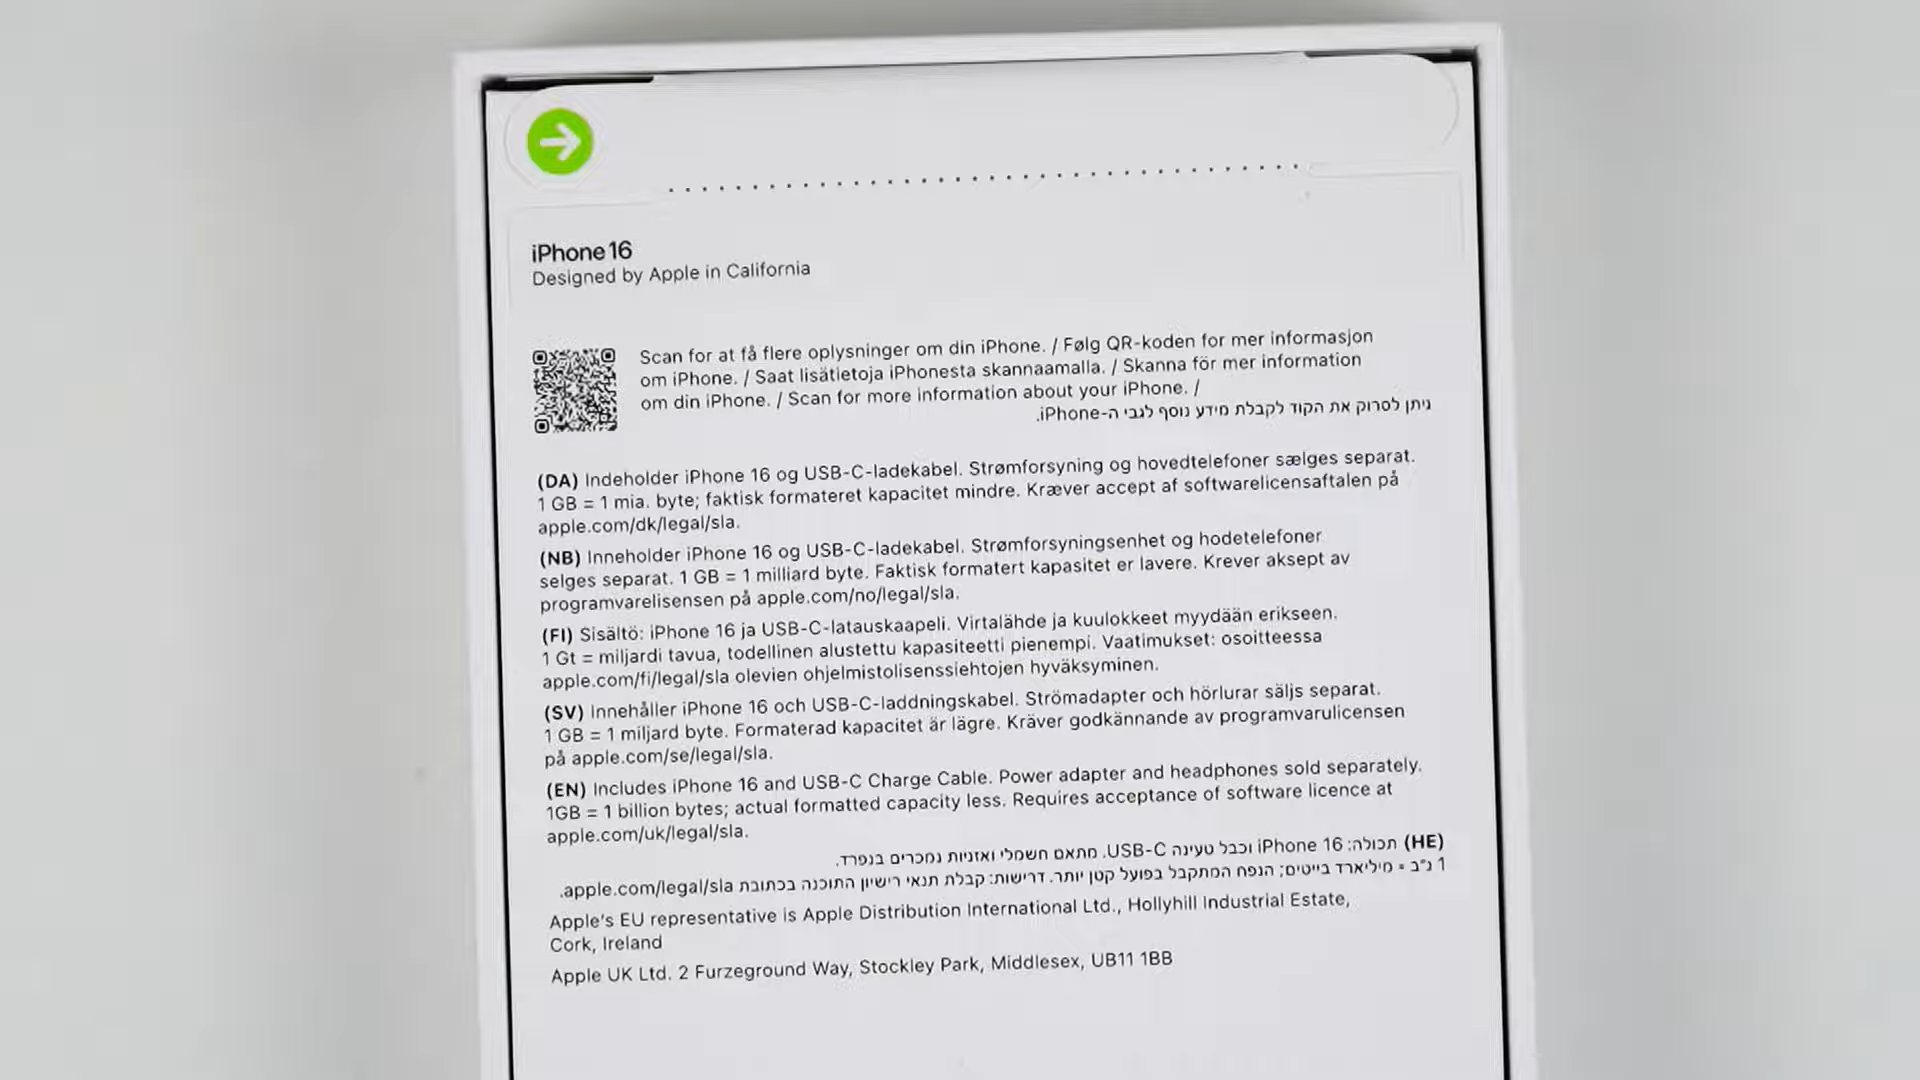 iPhone 16
Designed by Apple in California
Scan for at få flere oplysninger om din iPhone. / Følg QR-koden for mer informasjon
om iPhone. / Saat lisätietoja iPhonesta skannaamalla. / Skanna för mer information
om din iPhone. / Scan for more information about your iPhone. /
ניתן לסרוק את הקוד לקבלת מידע נוסף לגבי ה-iPhone.
(DA) Indeholder iPhone 16 og USB-C-ladekabel. Strømforsyning og hovedtelefoner sælges separat.
1 GB = 1 mia. byte; faktisk formateret kapacitet mindre. Kræver accept af softwarelicensaftalen på
apple.com/dk/legal/sla.
(NB) Inneholder iPhone 16 og USB-C-ladekabel. Strømforsyningsenhet og hodetelefoner
selges separat. 1 GB = 1 milliard byte. Faktisk formatert kapasitet er lavere. Krever aksept av
programvarelisensen på apple.com/no/legal/sla.
(FI) Sisältö: iPhone 16 ja USB-C-latauskaapeli. Virtalähde ja kuulokkeet myydään erikseen.
1 Gt = miljardi tavua, todellinen alustettu kapasiteetti pienempi. Vaatimukset: osoitteessa
apple.com/fi/legal/sla olevien ohjelmistolisenssiehtojen hyväksyminen.
(SV) Innehåller iPhone 16 och USB-C-laddningskabel. Strömadapter och hörlurar säljs separat.
1 GB = 1 miljard byte. Formaterad kapacitet är lägre. Kräver godkännande av programvarulicensen
på apple.com/se/legal/sla.
(EN) Includes iPhone 16 and USB-C Charge Cable. Power adapter and headphones sold separately.
1GB = 1 billion bytes; actual formatted capacity less. Requires acceptance of software licence at
apple.com/uk/legal/sla.
(HE) תכולה: iPhone 16 וכבל טעינה USB-C. מתאם חשמלי ואזניות נמכרים בנפרד.
1 ג״ב = מיליארד בייטים; הנפח המתקבל בפועל קטן יותר. דרישות: קבלת תנאי רישיון התוכנה בכתובת apple.com/legal/sla.
Apple's EU representative is Apple Distribution International Ltd., Hollyhill Industrial Estate,
Cork, Ireland
Apple UK Ltd. 2 Furzeground Way, Stockley Park, Middlesex, UB11 1BB